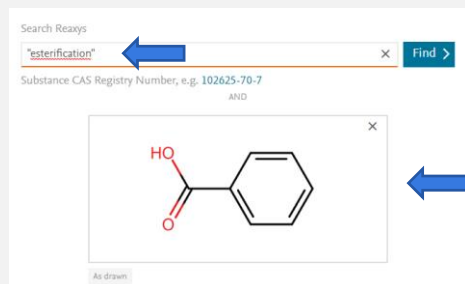 Search Reaxys
"esterification" × Find >
Substance CAS Registry Number, e.g. 102625-70-7
AND
×
HO
O
As drawn